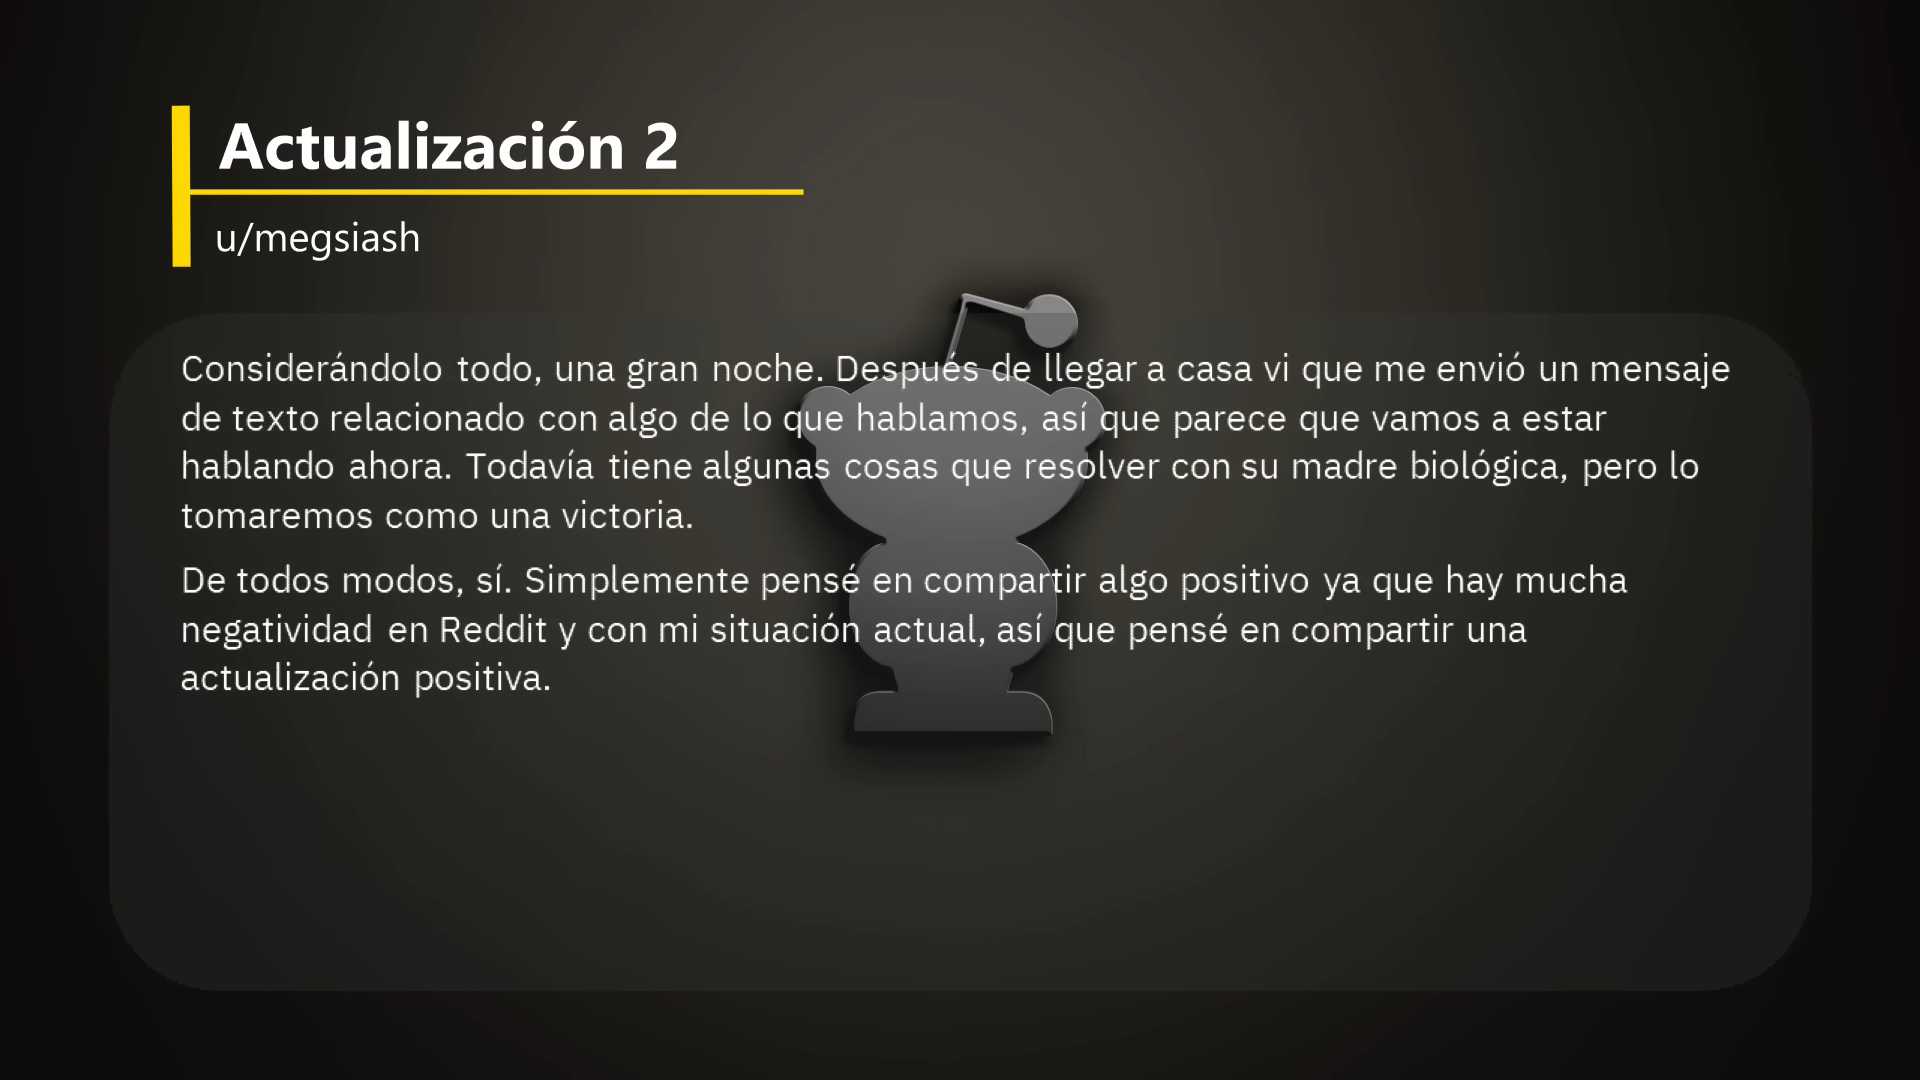 Actualización 2
u/megsiash
Considerándolo todo, una gran noche. Después de llegar a casa vi que me envió un mensaje
de texto relacionado con algo de lo que hablamos, así que parece que vamos a estar
hablando ahora. Todavía tiene algunas cosas que resolver con su madre biológica, pero lo
tomaremos como una victoria.
De todos modos, sí. Simplemente pensé en compartir algo positivo ya que hay mucha
negatividad en Reddit y con mi situación actual, así que pensé en compartir una
actualización positiva.